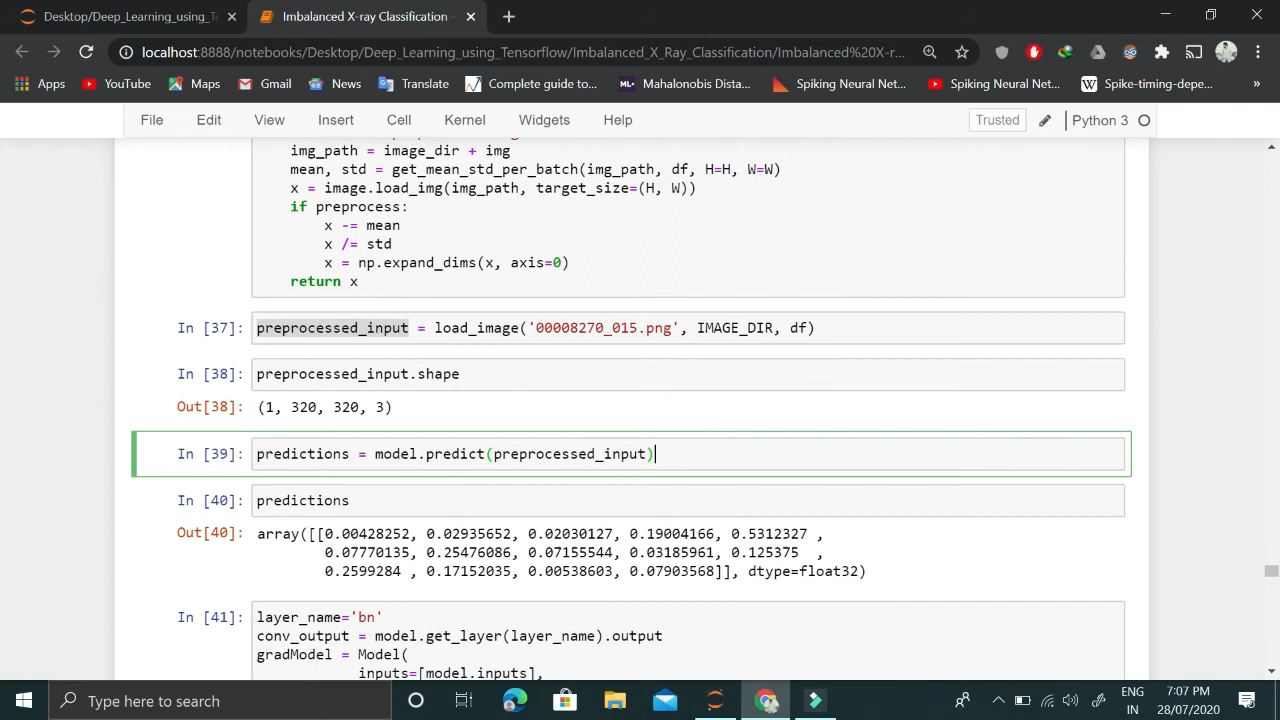 Desktop/Deep_Learning_using_Te
Imbalanced X-ray Classification
localhost:8888/notebooks/Desktop/Deep_Learning_using_Tensorflow/Imbalanced_X_Ray_Classification/Imbalanced%20X-r...
Apps YouTube Maps Gmail News Translate Complete guide to... ML+ Mahalonobis Dista... Spiking Neural Net... Spiking Neural Net... Spike-timing-depe...
File Edit View Insert Cell Kernel Widgets Help Trusted Python 3
img_path = image_dir + img
mean, std = get_mean_std_per_batch(img_path, df, H=H, W=W)
x = image.load_img(img_path, target_size=(H, W))
if preprocess:
x -= mean
x /= std
x = np.expand_dims(x, axis=0)
return x
In [37]: preprocessed_input = load_image('00008270_015.png', IMAGE_DIR, df)
In [38]: preprocessed_input.shape
Out[38]: (1, 320, 320, 3)
In [39]: predictions = model.predict(preprocessed_input)
In [40]: predictions
Out[40]: array([[0.00428252, 0.02935652, 0.02030127, 0.19004166, 0.5312327 ,
0.07770135, 0.25476086, 0.07155544, 0.03185961, 0.125375 ,
0.2599284 , 0.17152035, 0.00538603, 0.07903568]], dtype=float32)
In [41]: layer_name='bn'
conv_output = model.get_layer(layer_name).output
gradModel = Model(
inputs=[model.inputs],
Type here to search
ENG
IN
7:07 PM
28/07/2020